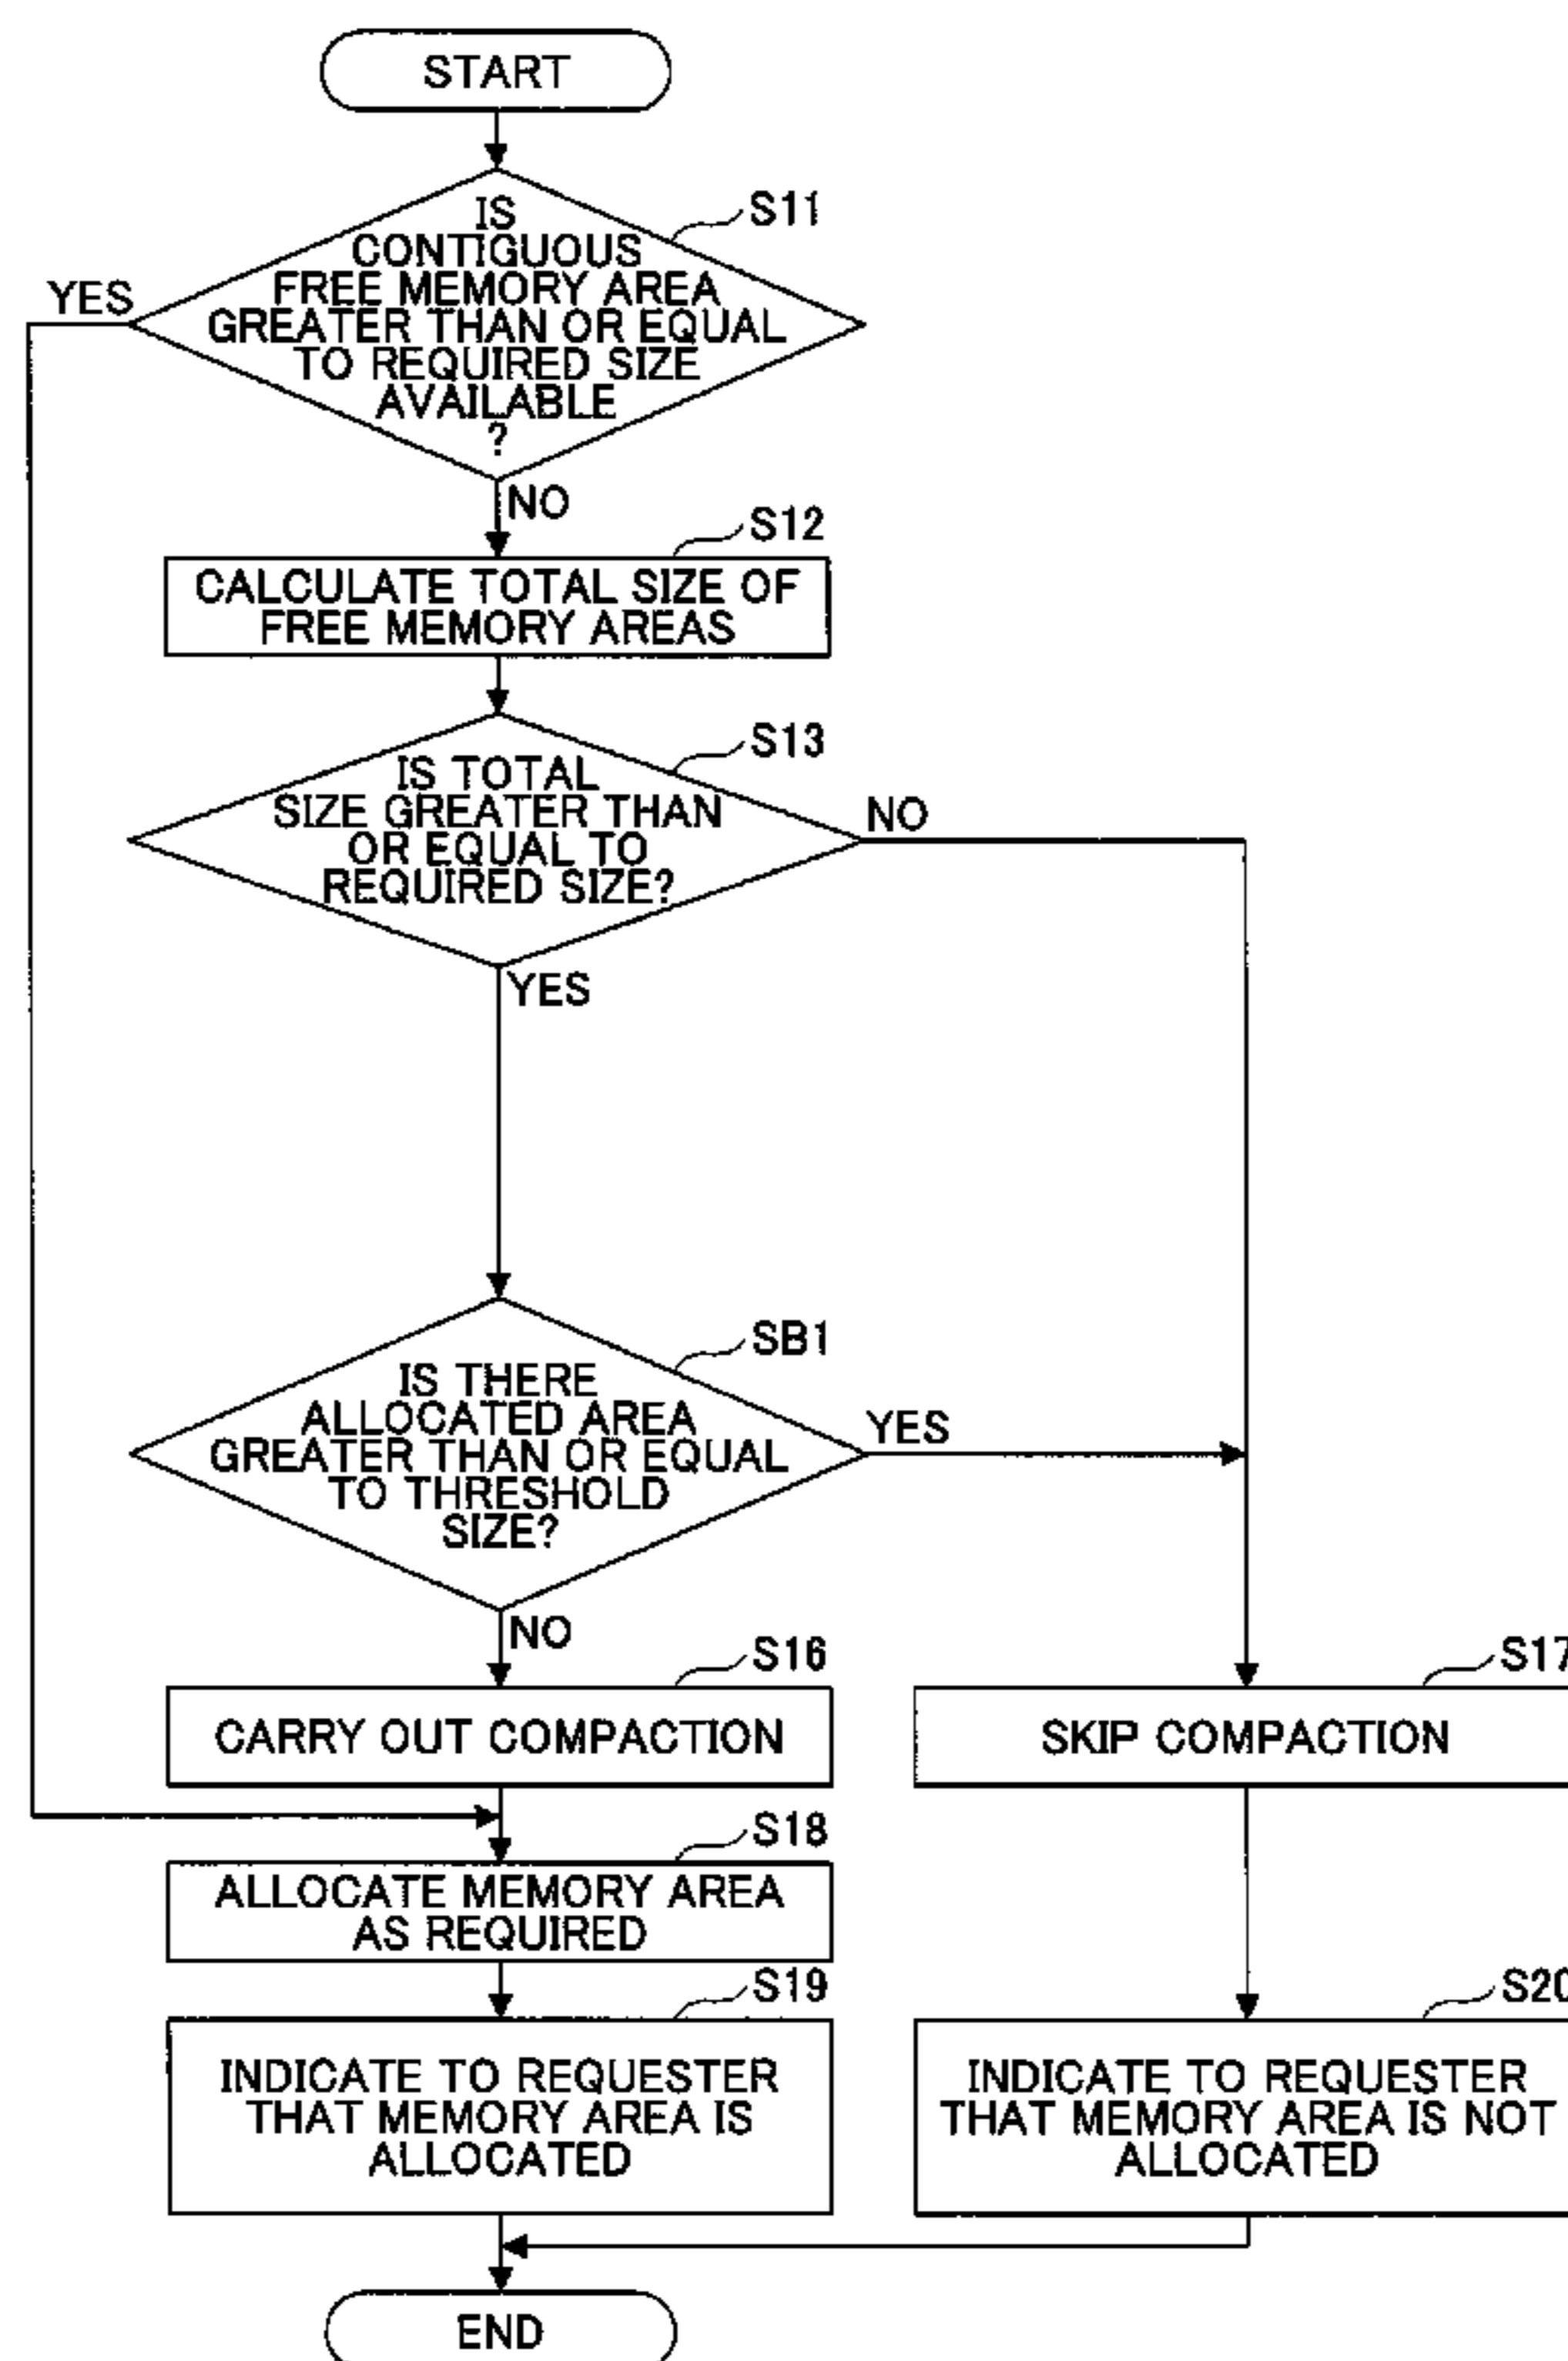 START
IS
CONTIGUOUS
FREE MEMORY AREA
GREATER THAN OR EQUAL
TO REQUIRED SIZE
AVAILABLE
?
S11
YES
NO
S12
CALCULATE TOTAL SIZE OF
FREE MEMORY AREAS
S13
IS TOTAL
SIZE GREATER THAN
OR EQUAL TO
REQUIRED SIZE?
NO
YES
SB1
IS THERE
ALLOCATED AREA
GREATER THAN OR EQUAL
TO THRESHOLD
SIZE?
YES
NO
S16
CARRY OUT COMPACTION
S17
SKIP COMPACTION
S18
ALLOCATE MEMORY AREA
AS REQUIRED
S19
INDICATE TO REQUESTER
THAT MEMORY AREA IS
ALLOCATED
S20
INDICATE TO REQUESTER
THAT MEMORY AREA IS NOT
ALLOCATED
END